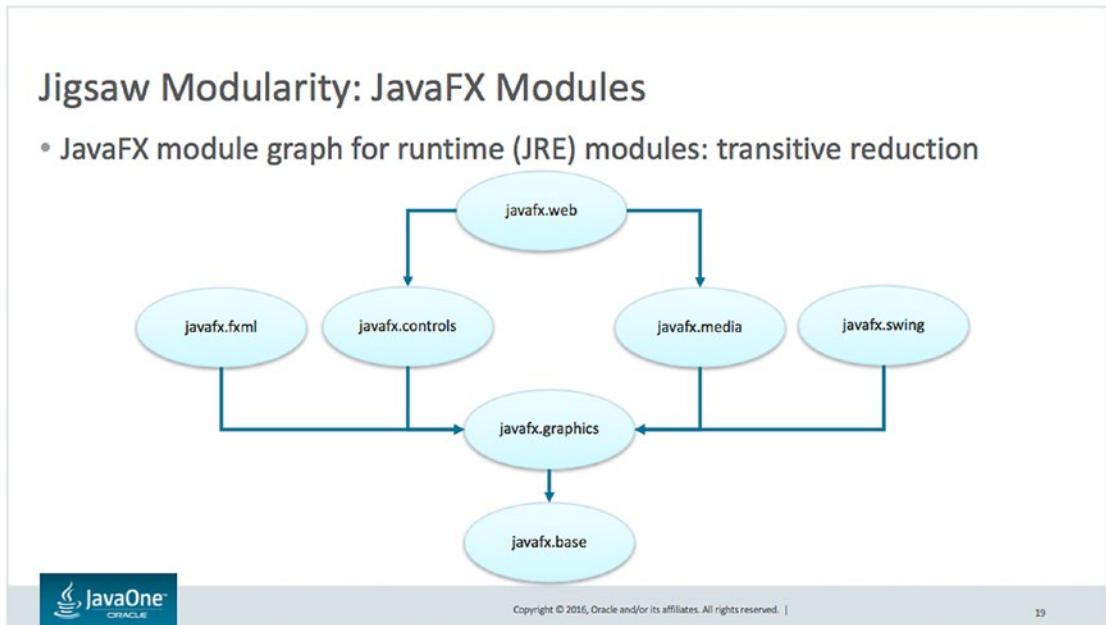 Jigsaw Modularity: JavaFX Modules
• JavaFX module graph for runtime (JRE) modules: transitive reduction
javafx.web
javafx.fxml
javafx.controls
javafx.media
javafx.swing
javafx.graphics
javafx.base
JavaOne™
ORACLE
Copyright © 2016, Oracle and/or its affiliates. All rights reserved. |
19